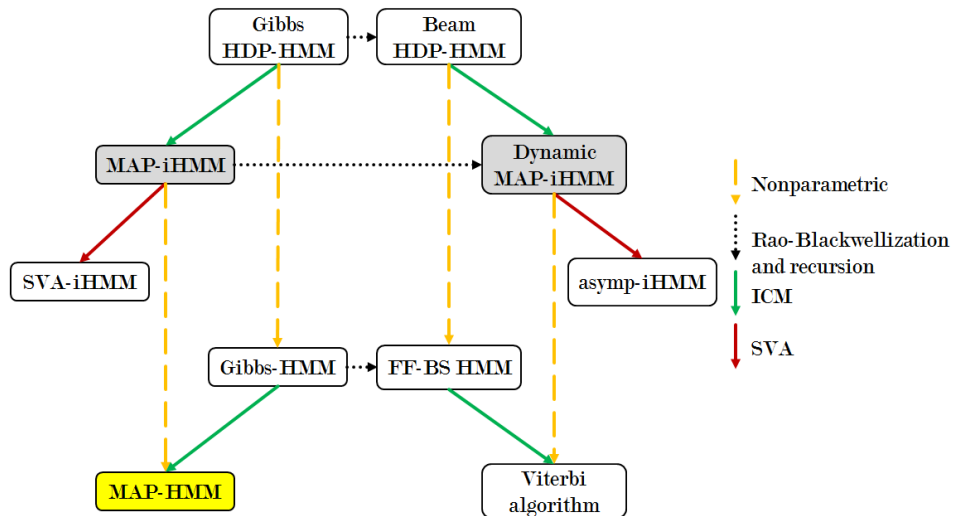 Gibbs
HDP-HMM
Beam
HDP-HMM
MAP-iHMM
Dynamic
MAP-iHMM
Nonparametric
Rao-Blackwellization
and recursion
SVA-iHMM
asymp-iHMM
ICM
SVA
Gibbs-HMM
FF-BS HMM
MAP-HMM
Viterbi
algorithm